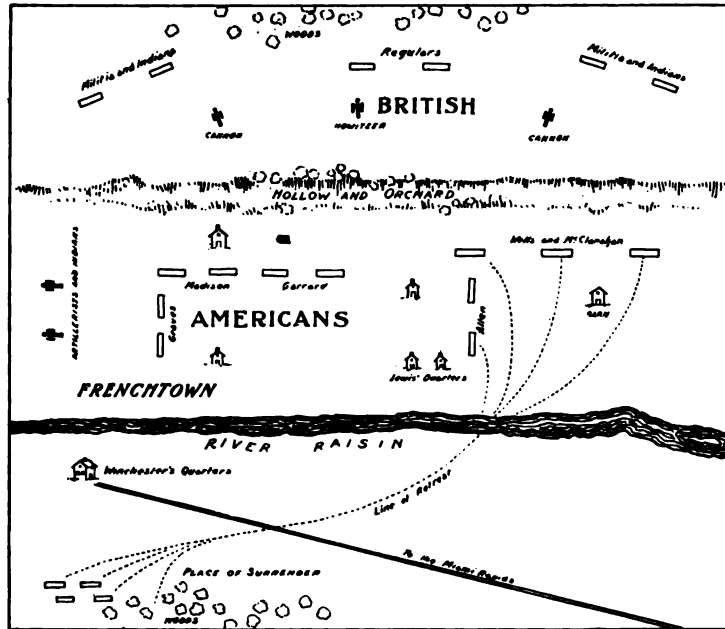 WOODS
Regulars
Militia and Indians
Militia and Indians
BRITISH
CANNON
HOWITZER
CANNON
HOLLOW AND ORCHARD
Wells and McClanahan
ARTILLERISTS AND INDIANS
Madison
Garrard
Graves
AMERICANS
Allen
BARN
Lewis' Quarters
FRENCHTOWN
RIVER RAISIN
Winchester's Quarters
Line of Retreat
To the Miami Rapids
PLACE OF SURRENDER
WOODS